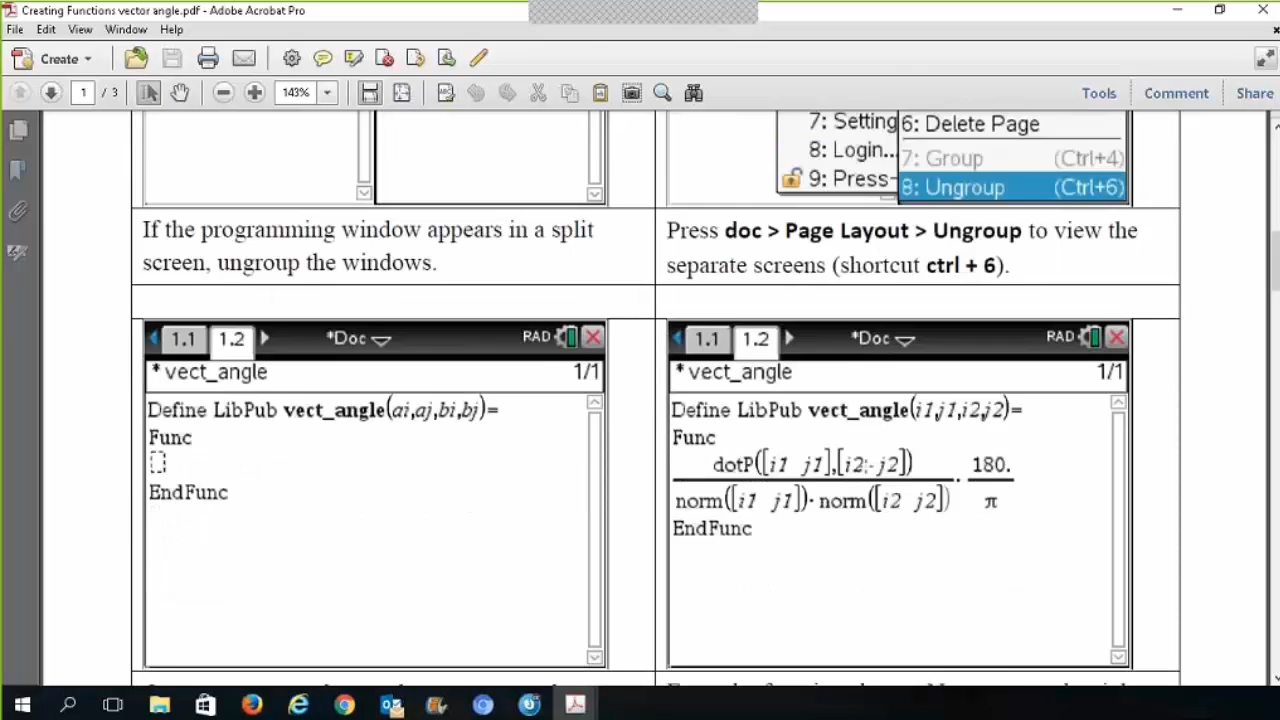 Creating Functions vector angle.pdf - Adobe Acrobat Pro
File Edit View Window Help
Create
1 / 3 143% Tools Comment Share
7: Setting
8: Login...
9: Press-
6: Delete Page
7: Group (Ctrl+4)
8: Ungroup (Ctrl+6)
If the programming window appears in a split
screen, ungroup the windows.
Press doc > Page Layout > Ungroup to view the
separate screens (shortcut ctrl + 6).
1.1 1.2 *Doc RAD
* vect_angle 1/1
Define LibPub vect_angle(ai,aj,bi,bj)=
Func
EndFunc
1.1 1.2 *Doc RAD
* vect_angle 1/1
Define LibPub vect_angle(i1,j1,i2,j2)=
Func
dotP([i1 j1],[i2 j2]) 180.
norm([i1 j1])· norm([i2 j2]) · π
EndFunc